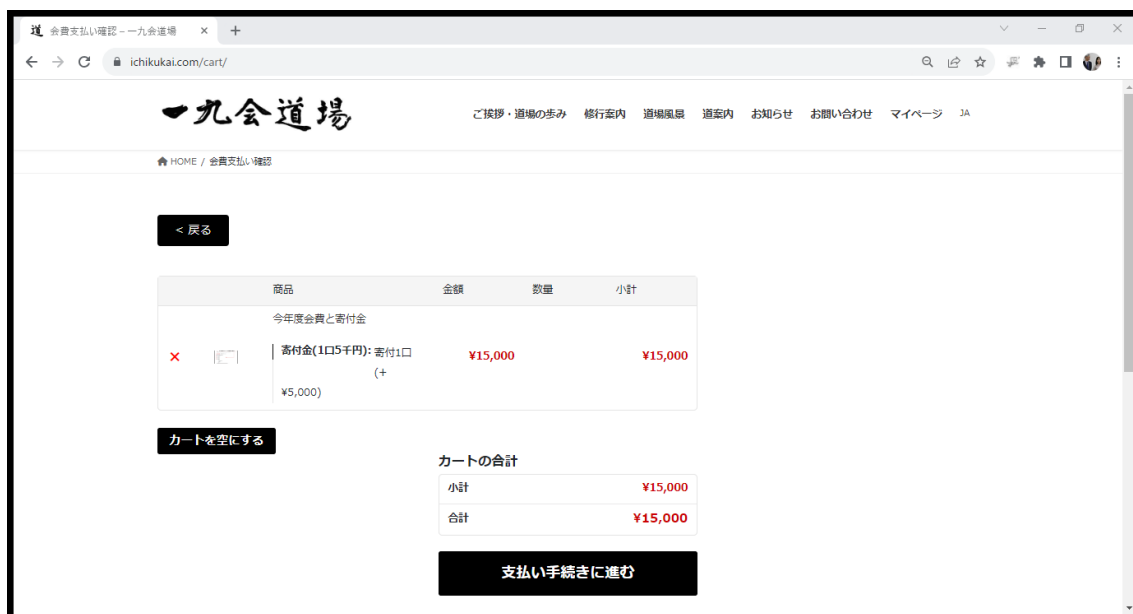 道 会費支払い確認 – 一九会道場
ichikukai.com/cart/
一九会道場
ご挨拶・道場の歩み 修行案内 道場風景 道案内 お知らせ お問い合わせ マイページ JA
HOME / 会費支払い確認
< 戻る
商品 金額 数量 小計
今年度会費と寄付金
寄付金(1口5千円): 寄付1口
(+
¥5,000)
¥15,000 ¥15,000
カートを空にする
カートの合計
小計 ¥15,000
合計 ¥15,000
支払い手続きに進む